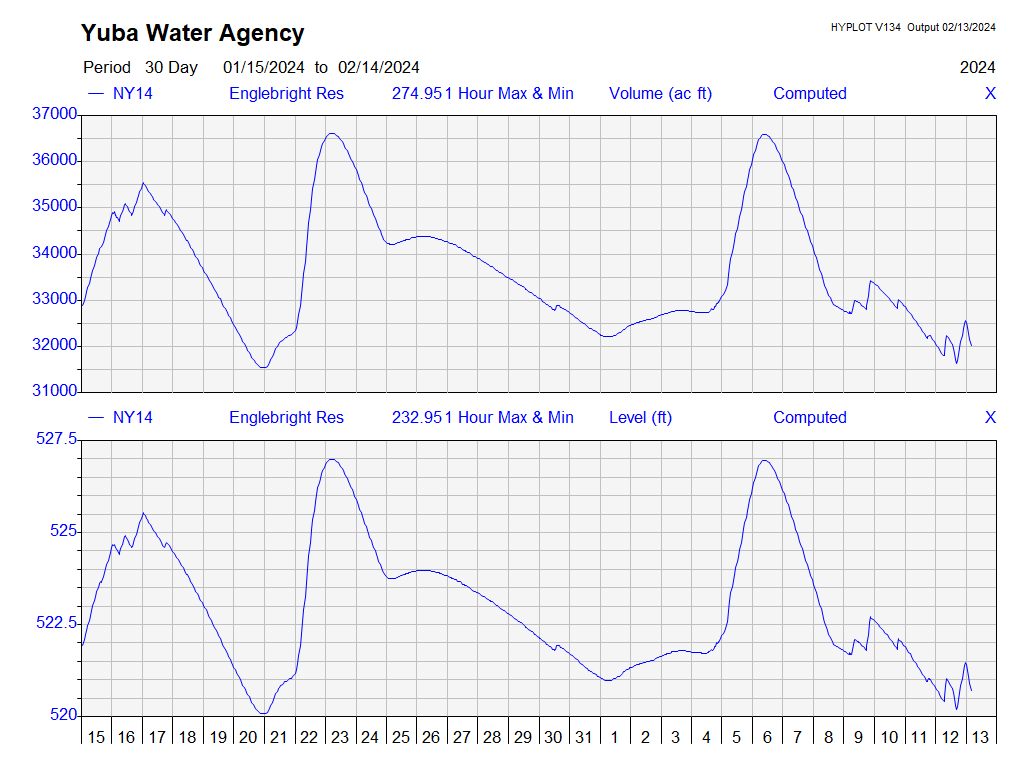 Yuba Water Agency
HYPLOT V134 Output 02/13/2024
Period 30 Day 01/15/2024 to 02/14/2024
2024
NY14 Englebright Res 274.951 Hour Max & Min Volume (ac ft) Computed X
37000
36000
35000
34000
33000
32000
31000
NY14 Englebright Res 232.951 Hour Max & Min Level (ft) Computed X
527.5
525
522.5
520
15 16 17 18 19 20 21 22 23 24 25 26 27 28 29 30 31 1 2 3 4 5 6 7 8 9 10 11 12 13